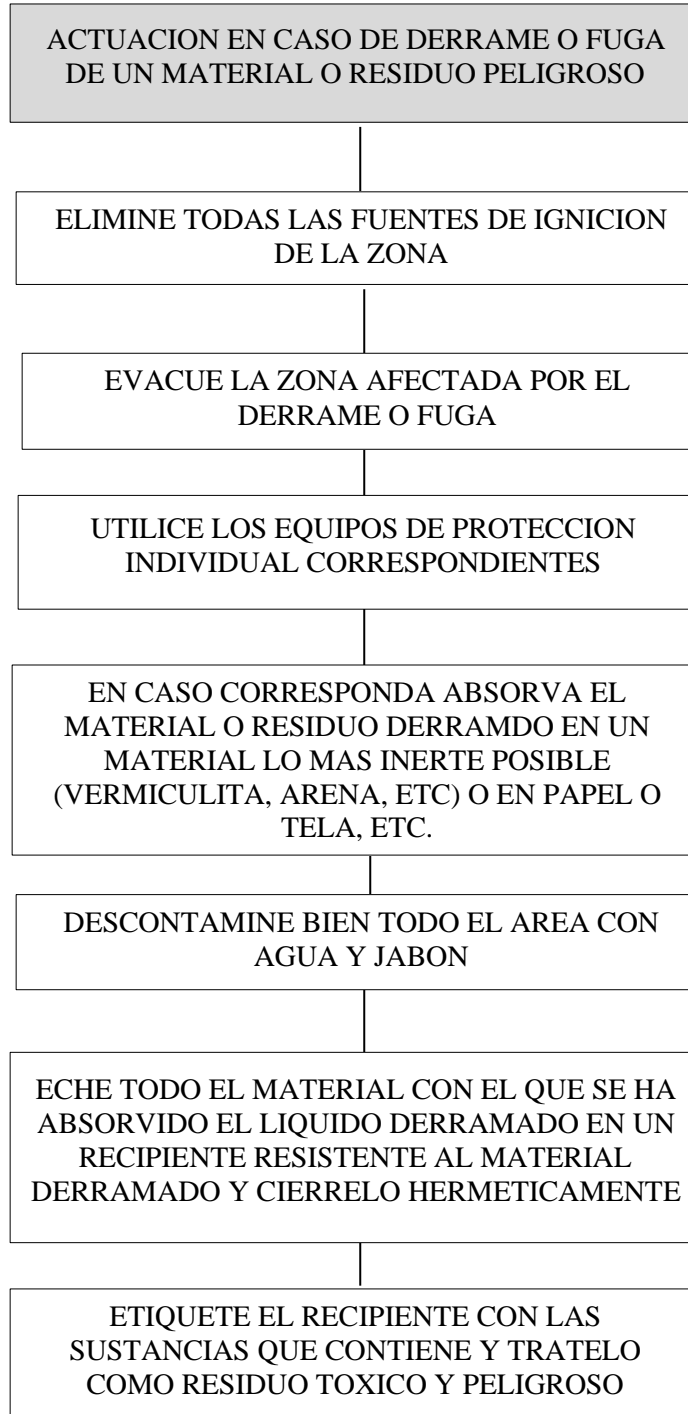 ACTUACION EN CASO DE DERRAME O FUGA
DE UN MATERIAL O RESIDUO PELIGROSO
ELIMINE TODAS LAS FUENTES DE IGNICION
DE LA ZONA
EVACUE LA ZONA AFECTADA POR EL
DERRAME O FUGA
UTILICE LOS EQUIPOS DE PROTECCION
INDIVIDUAL CORRESPONDIENTES
EN CASO CORRESPONDA ABSORVA EL
MATERIAL O RESIDUO DERRAMDO EN UN
MATERIAL LO MAS INERTE POSIBLE
(VERMICULITA, ARENA, ETC) O EN PAPEL O
TELA, ETC.
DESCONTAMINE BIEN TODO EL AREA CON
AGUA Y JABON
ECHE TODO EL MATERIAL CON EL QUE SE HA
ABSORVIDO EL LIQUIDO DERRAMADO EN UN
RECIPIENTE RESISTENTE AL MATERIAL
DERRAMADO Y CIERRELO HERMETICAMENTE
ETIQUETE EL RECIPIENTE CON LAS
SUSTANCIAS QUE CONTIENE Y TRATELO
COMO RESIDUO TOXICO Y PELIGROSO